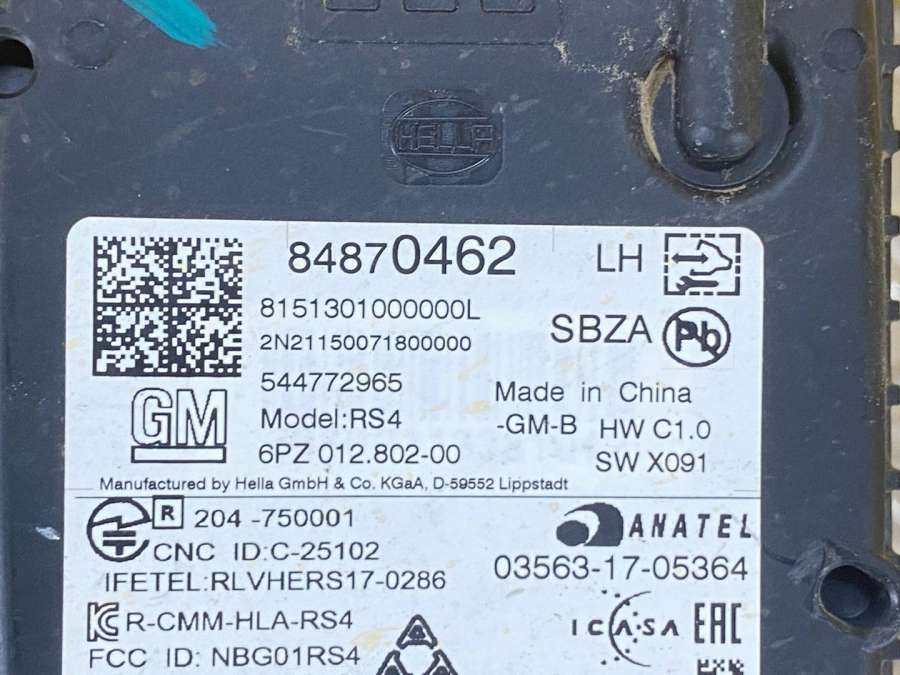 HELLA
84870462 LH
8151301000000L
2N21150071800000
SBZA Pb
544772965
GM
Model:RS4
Made in China
-GM-B HW C1.0
6PZ 012.802-00
SW X091
Manufactured by Hella GmbH & Co. KGaA, D-59552 Lippstadt
R 204 -750001
ANATEL
CNC ID:C-25102
03563-17-05364
IFETEL:RLVHERS17-0286
R-CMM-HLA-RS4
ICASA EAC
FCC ID: NBG01RS4